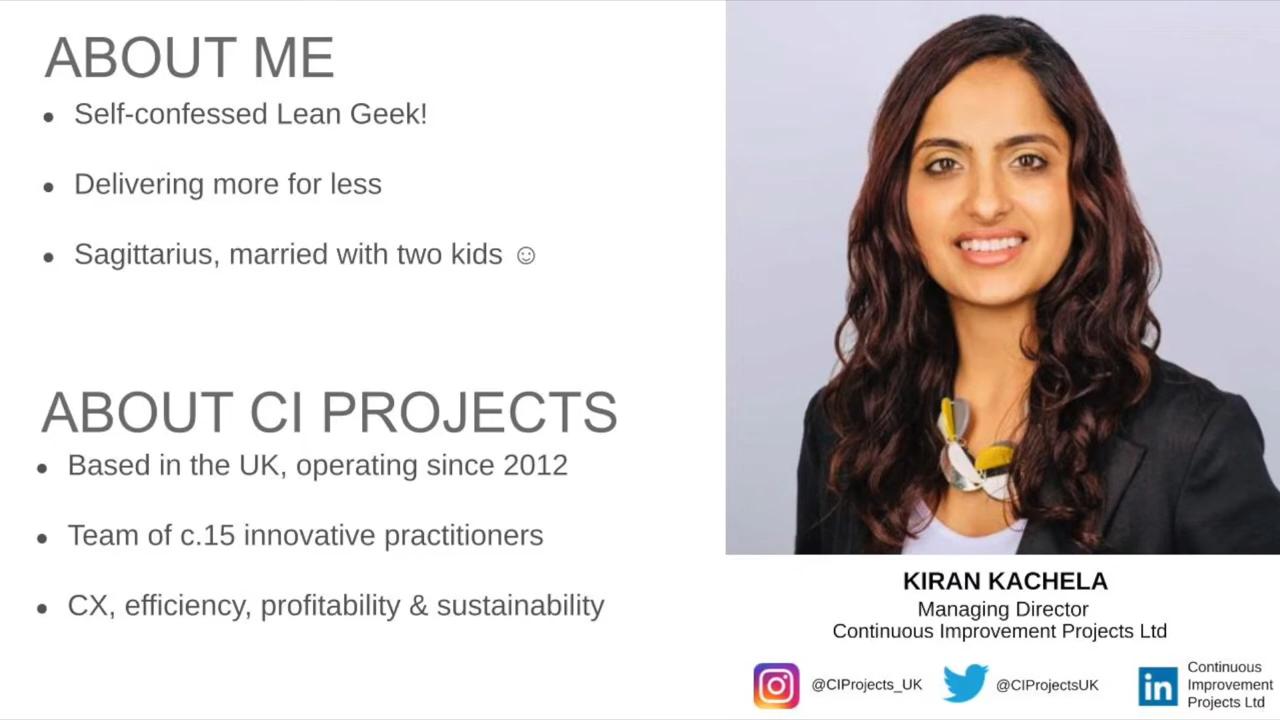 ABOUT ME
• Self-confessed Lean Geek!
• Delivering more for less
• Sagittarius, married with two kids ☺
ABOUT CI PROJECTS
• Based in the UK, operating since 2012
• Team of c.15 innovative practitioners
• CX, efficiency, profitability & sustainability
KIRAN KACHELA
Managing Director
Continuous Improvement Projects Ltd
@CIProjects_UK
@CIProjectsUK
in
Continuous
Improvement
Projects Ltd